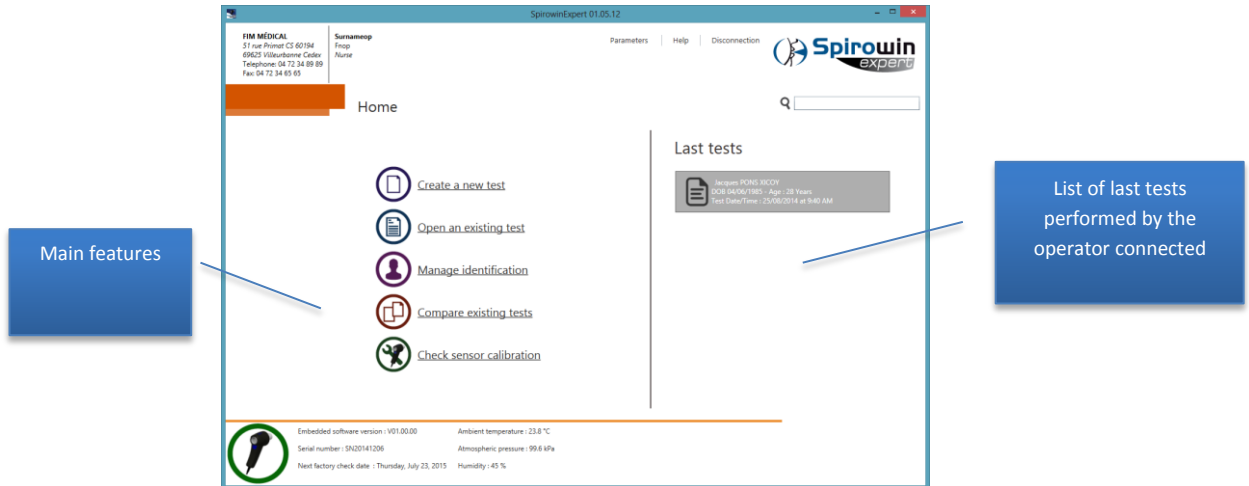 SpirowinExpert 01.05.12
FIM MÉDICAL
51 rue Primat CS 60194
69625 Villeurbanne Cedex
Telephone: 04 72 34 89 89
Fax: 04 72 34 65 65
Surnameop
Fnop
Nurse
Parameters
Help
Disconnection
Spirowin
expert
Home
Last tests
Jacques PONS XICOY
DOB 04/06/1985 - Age : 28 Years
Test Date/Time : 25/08/2014 at 9:40 AM
Create a new test
Open an existing test
Manage identification
Compare existing tests
Check sensor calibration
Main features
List of last tests
performed by the
operator connected
Embedded software version : V01.00.00
Ambient temperature : 23.8 °C
Serial number : SN20141206
Atmospheric pressure : 99.6 kPa
Next factory check date : Thursday, July 23, 2015
Humidity : 45 %